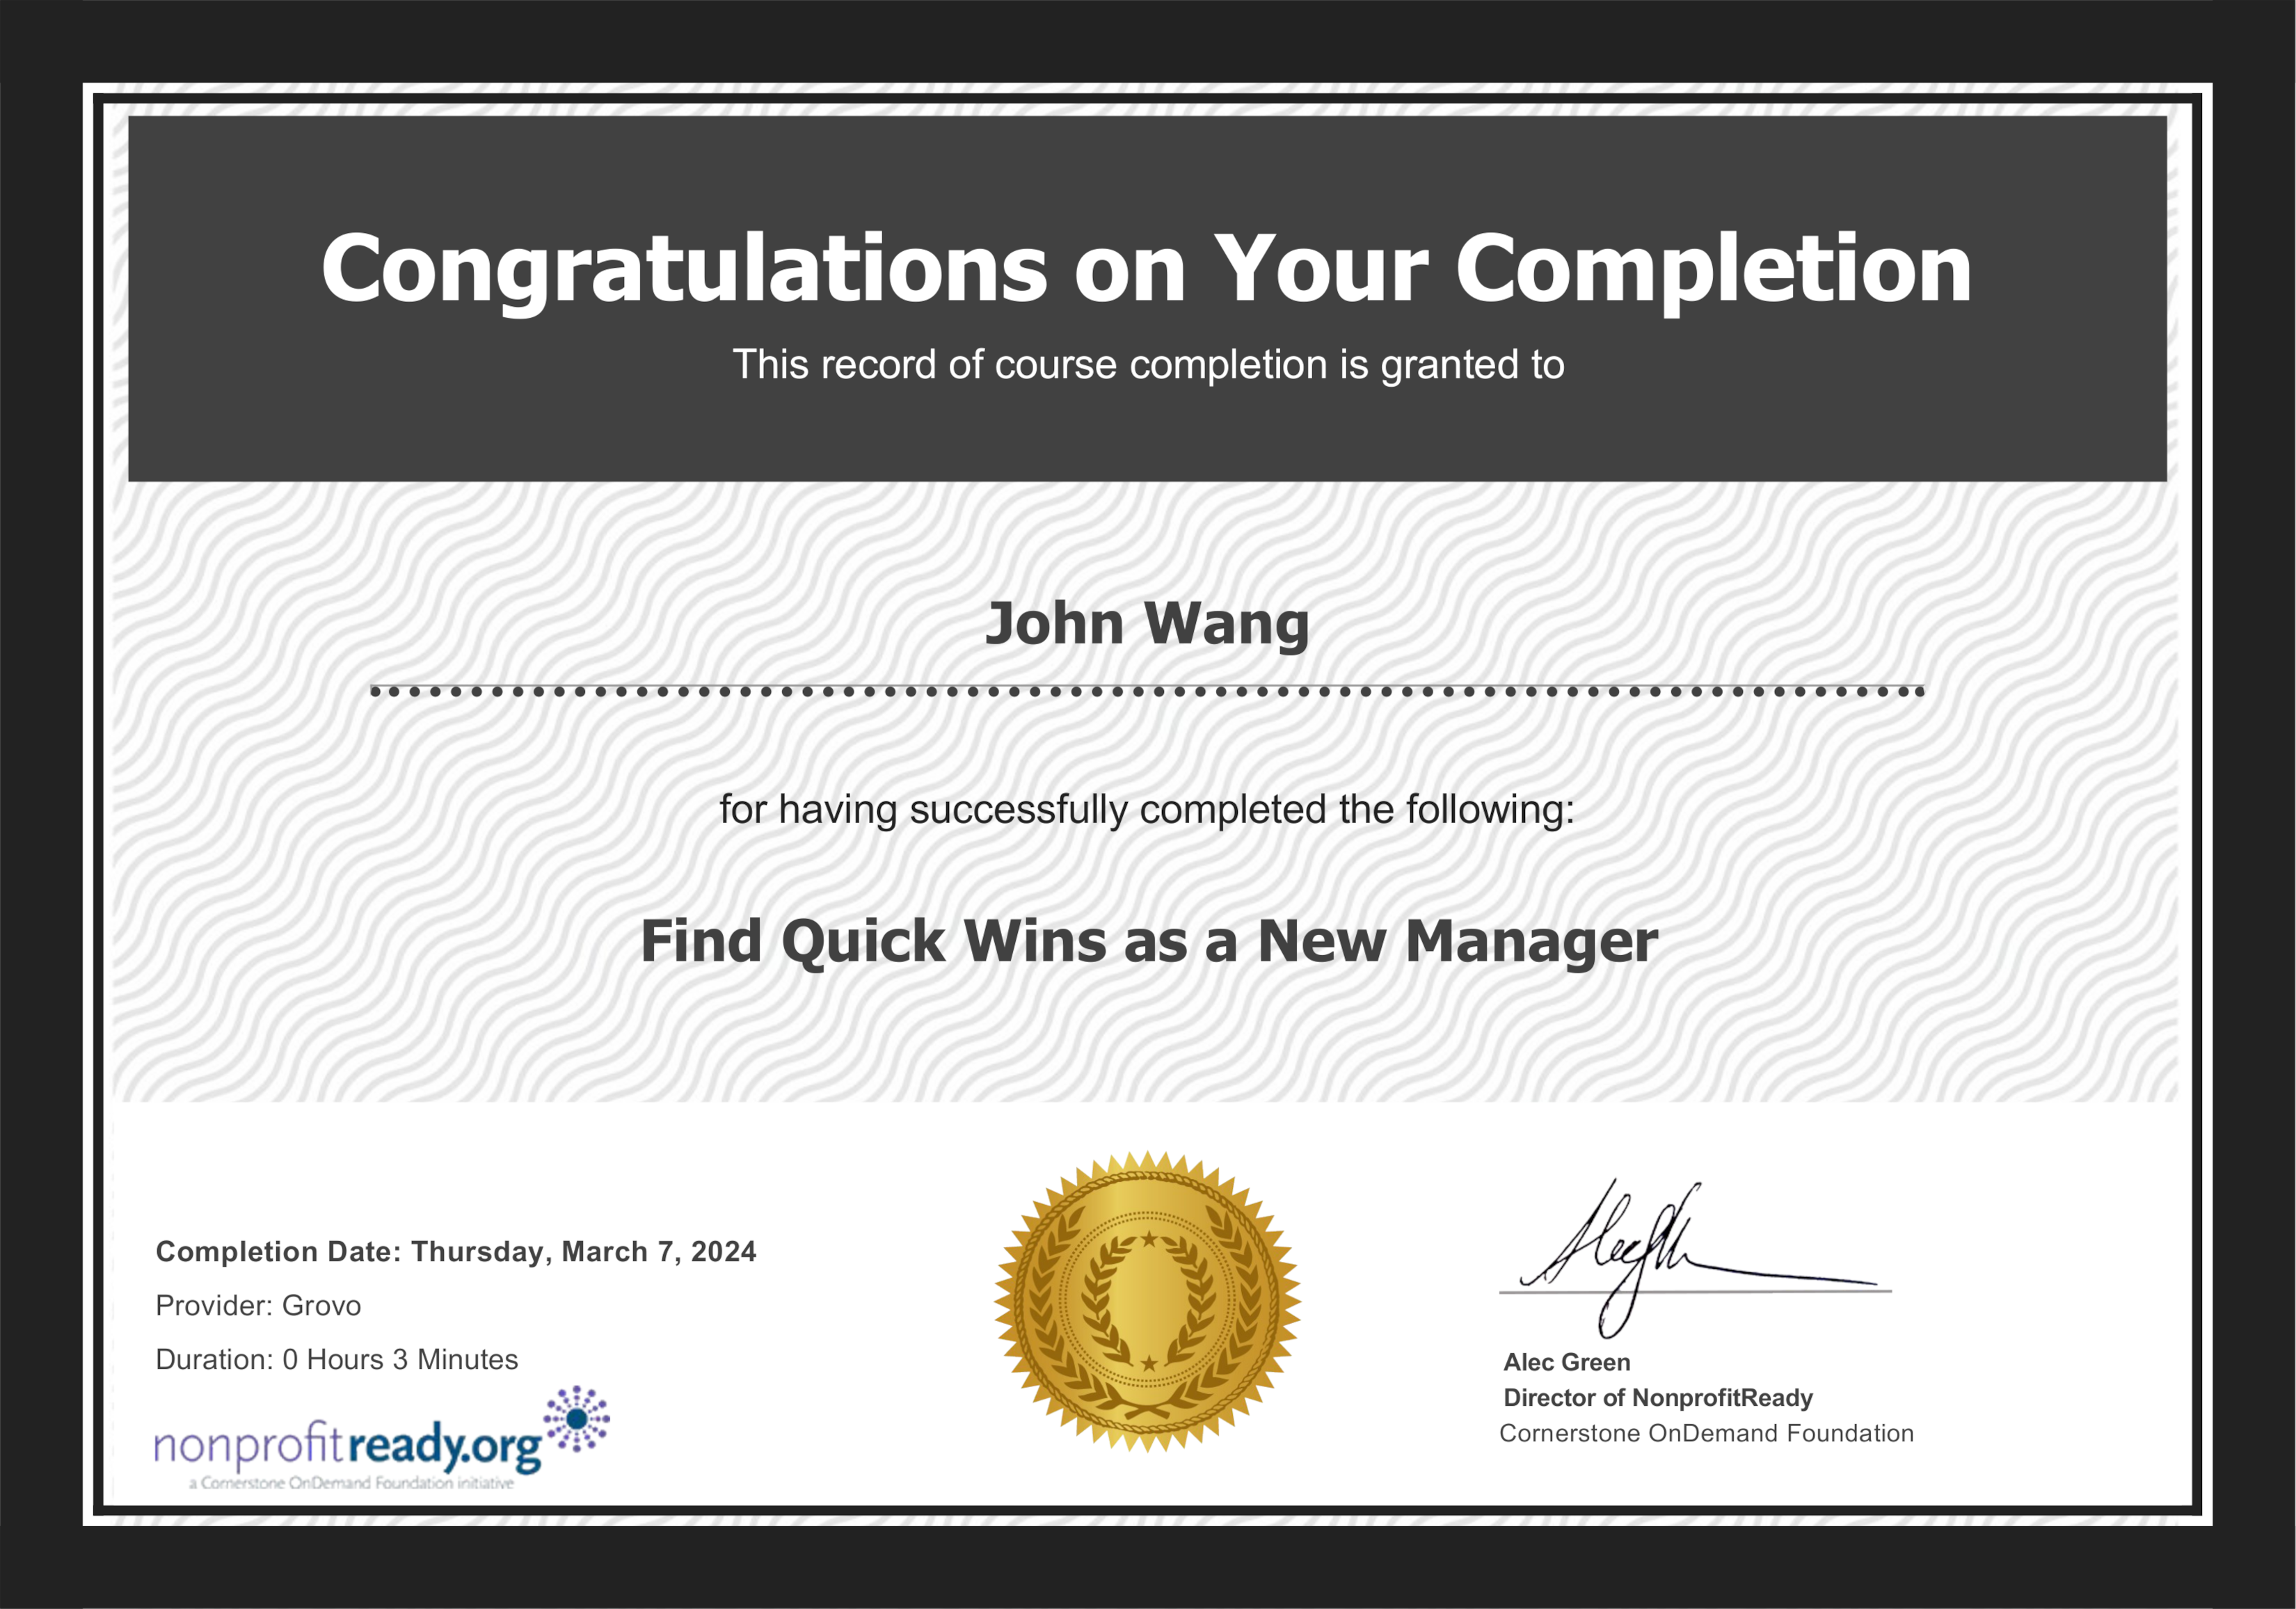 Congratulations on Your Completion
This record of course completion is granted to
John Wang
for having successfully completed the following:
Find Quick Wins as a New Manager
Completion Date: Thursday, March 7, 2024
Provider: Grovo
Duration: 0 Hours 3 Minutes
nonprofitready.org
a Cornerstone OnDemand Foundation initiative
Alec Green
Director of NonprofitReady
Cornerstone OnDemand Foundation